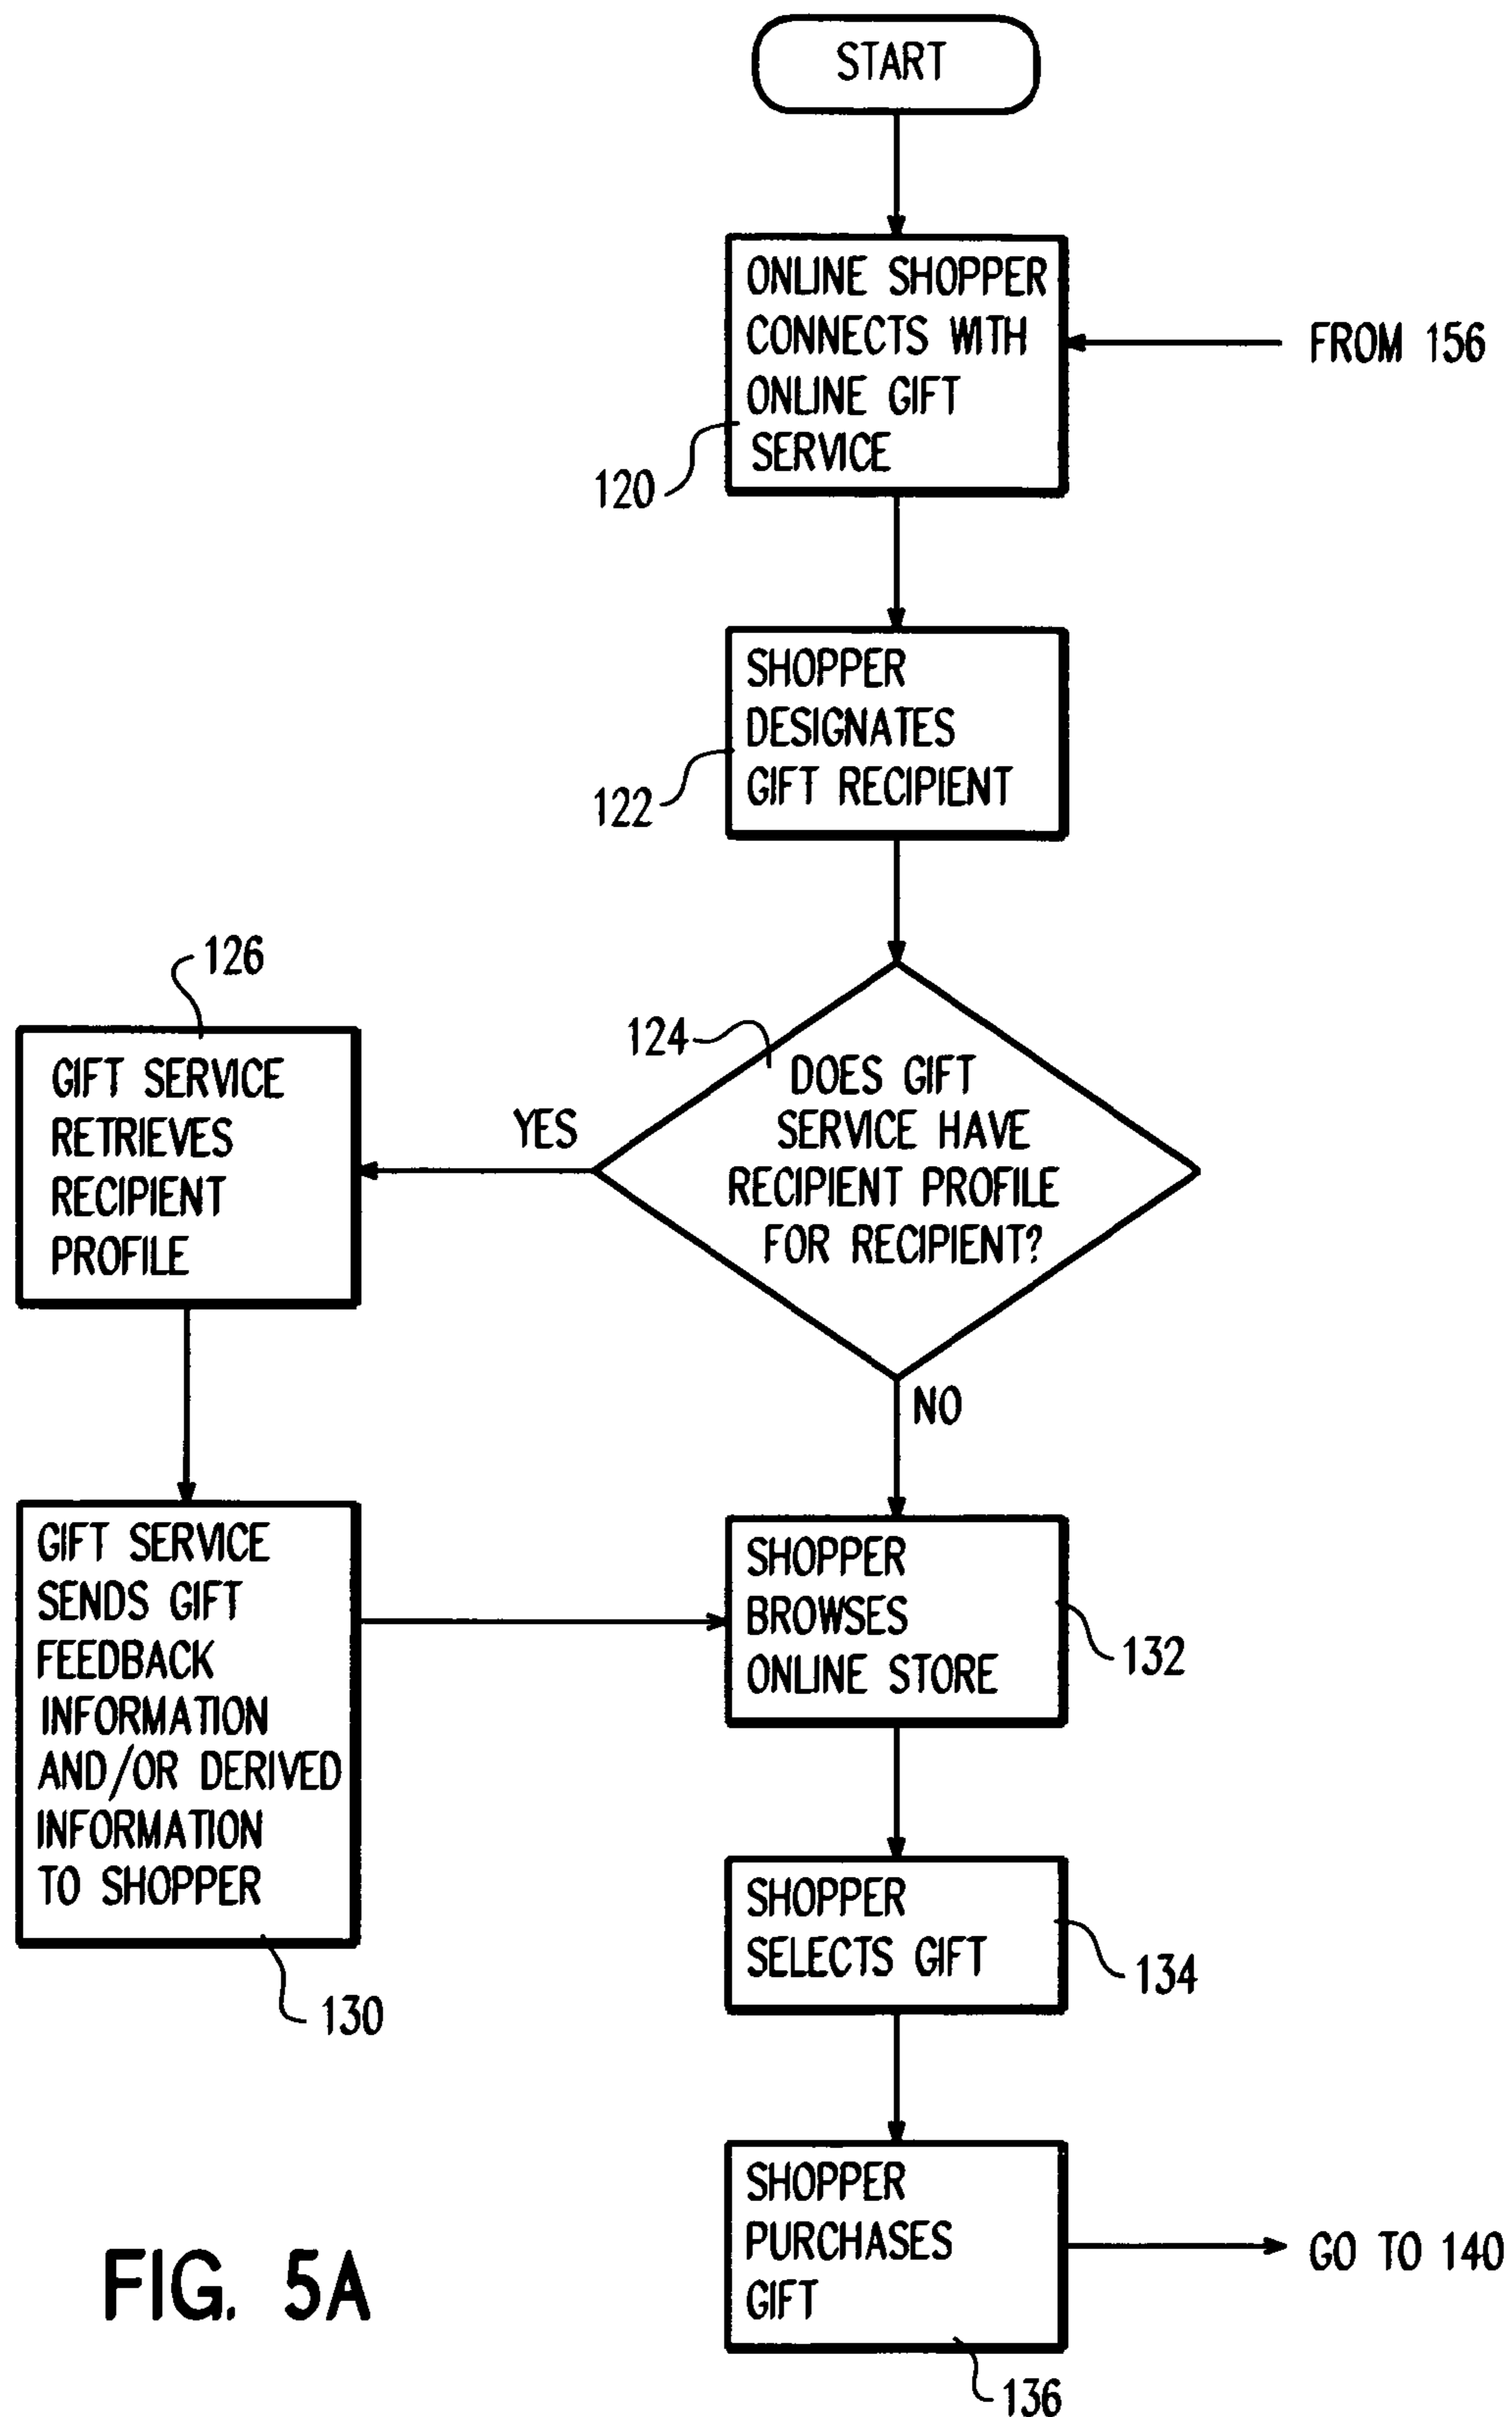 START
ONLINE SHOPPER
CONNECTS WITH
ONLINE GIFT
SERVICE
FROM 156
120
SHOPPER
DESIGNATES
GIFT RECIPIENT
122
124
DOES GIFT
SERVICE HAVE
RECIPIENT PROFILE
FOR RECIPIENT?
YES
NO
126
GIFT SERVICE
RETRIEVES
RECIPIENT
PROFILE
GIFT SERVICE
SENDS GIFT
FEEDBACK
INFORMATION
AND/OR DERIVED
INFORMATION
TO SHOPPER
130
SHOPPER
BROWSES
ONLINE STORE
132
SHOPPER
SELECTS GIFT
134
SHOPPER
PURCHASES
GIFT
136
GO TO 140
FIG. 5A